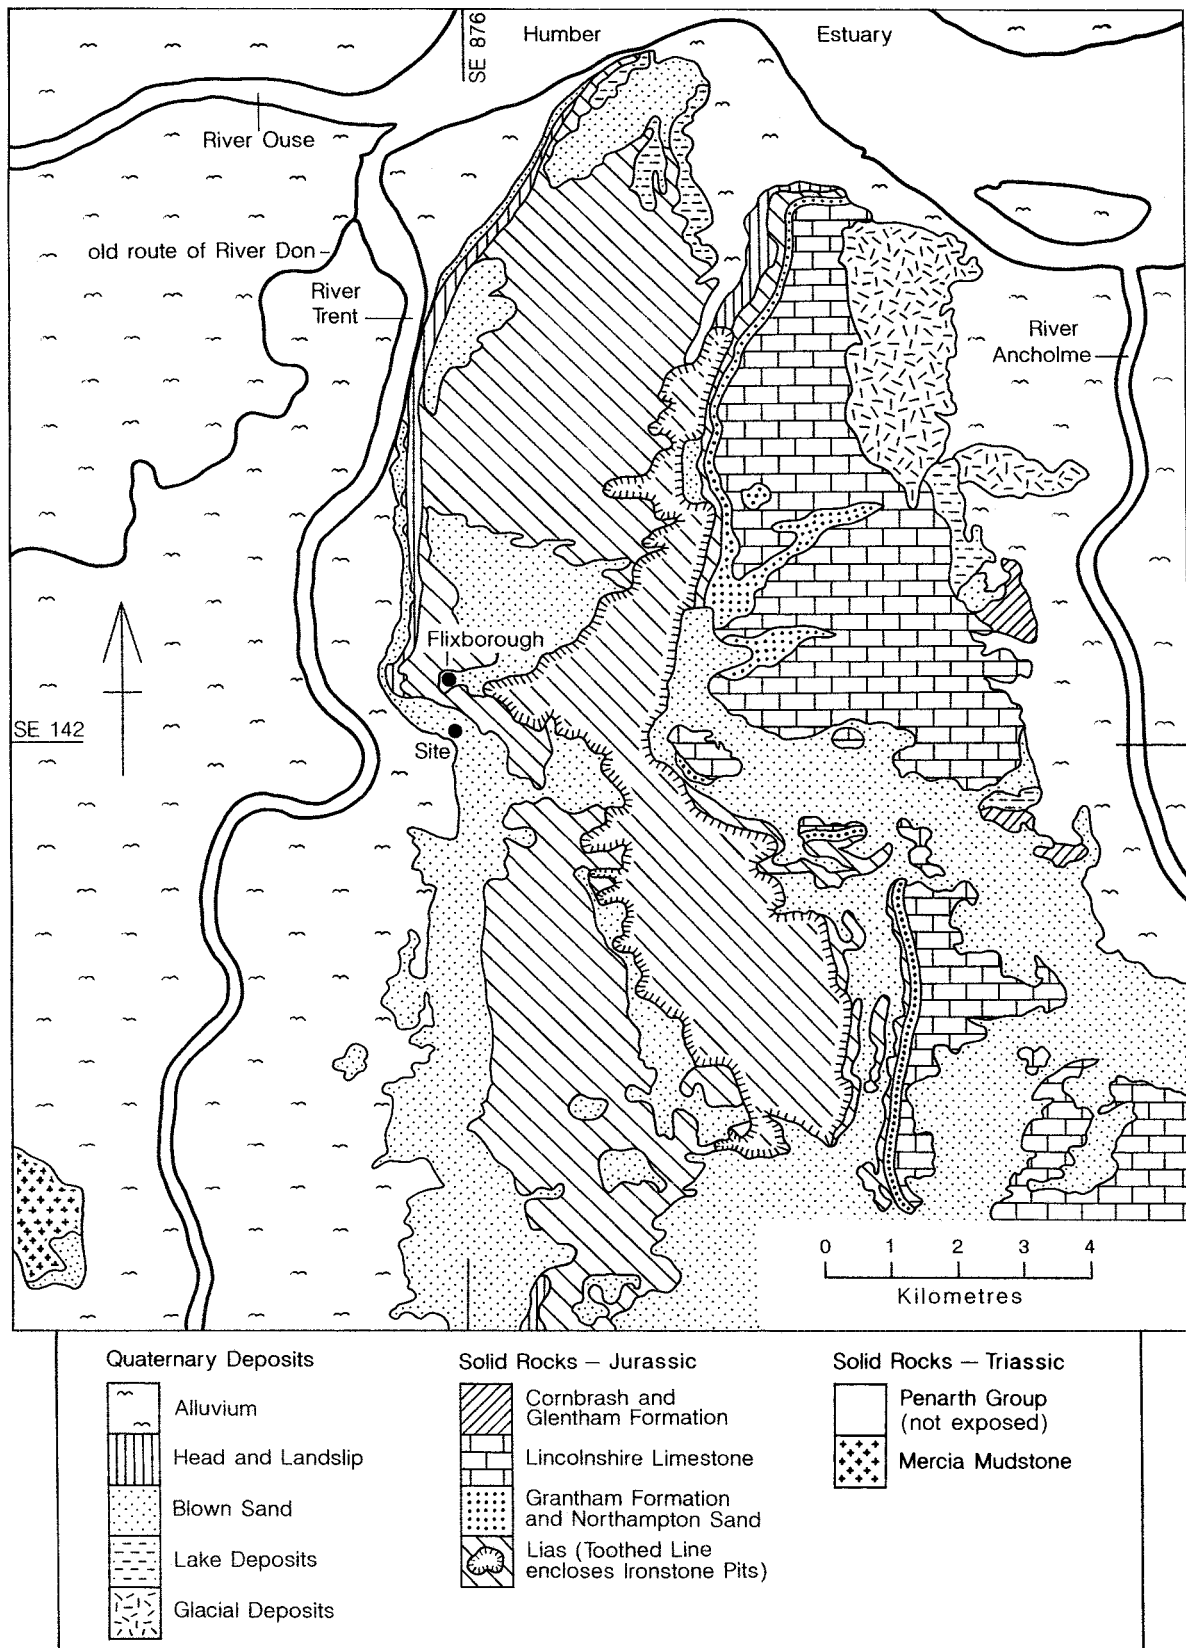 Humber
Estuary
SE 876
River Ouse
old route of River Don
River
Trent
River
Ancholme
Flixborough
SE 142
Site
0 1 2 3 4
Kilometres
Quaternary Deposits
Alluvium
Head and Landslip
Blown Sand
Lake Deposits
Glacial Deposits
Solid Rocks – Jurassic
Cornbrash and
Glentham Formation
Lincolnshire Limestone
Grantham Formation
and Northampton Sand
Lias (Toothed Line
encloses Ironstone Pits)
Solid Rocks – Triassic
Penarth Group
(not exposed)
Mercia Mudstone